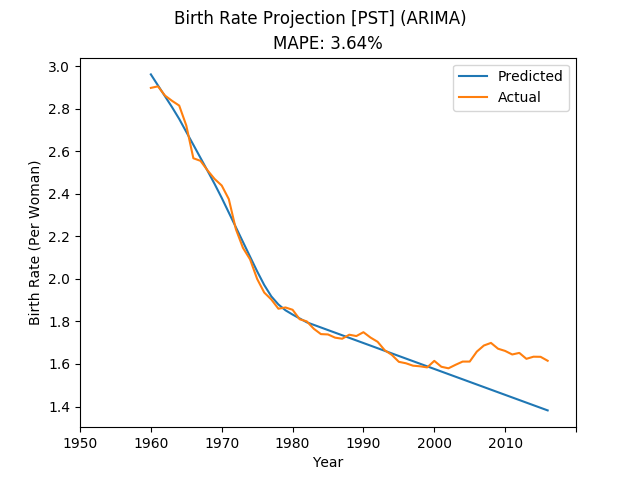 Birth Rate Projection [PST] (ARIMA)
MAPE: 3.64%
Predicted
Actual
Birth Rate (Per Woman)
3.0
2.8
2.6
2.4
2.2
2.0
1.8
1.6
1.4
1950 1960 1970 1980 1990 2000 2010
Year